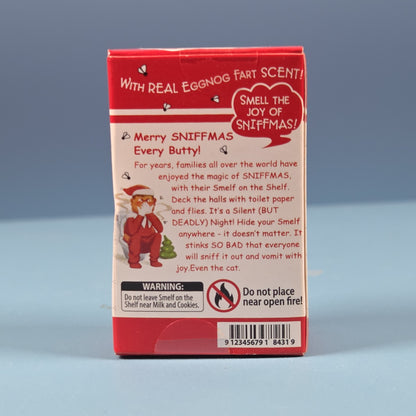 WITH REAL EGGNOG FART SCENT!
SMELL THE
JOY OF
SNIFFMAS!
Merry SNIFFMAS
Every Butty!
For years, families all over the world have
enjoyed the magic of SNIFFMAS,
with their Smelf on the Shelf.
Deck the halls with toilet paper
and flies. It's a Silent (BUT
DEADLY) Night! Hide your Smelf
anywhere - it doesn't matter. It
stinks SO BAD that everyone
will sniff it out and vomit with
joy.Even the cat.
WARNING:
Do not leave Smelf on the
Shelf near Milk and Cookies.
Do not place
near open fire!
9 12345679 1 8431 9